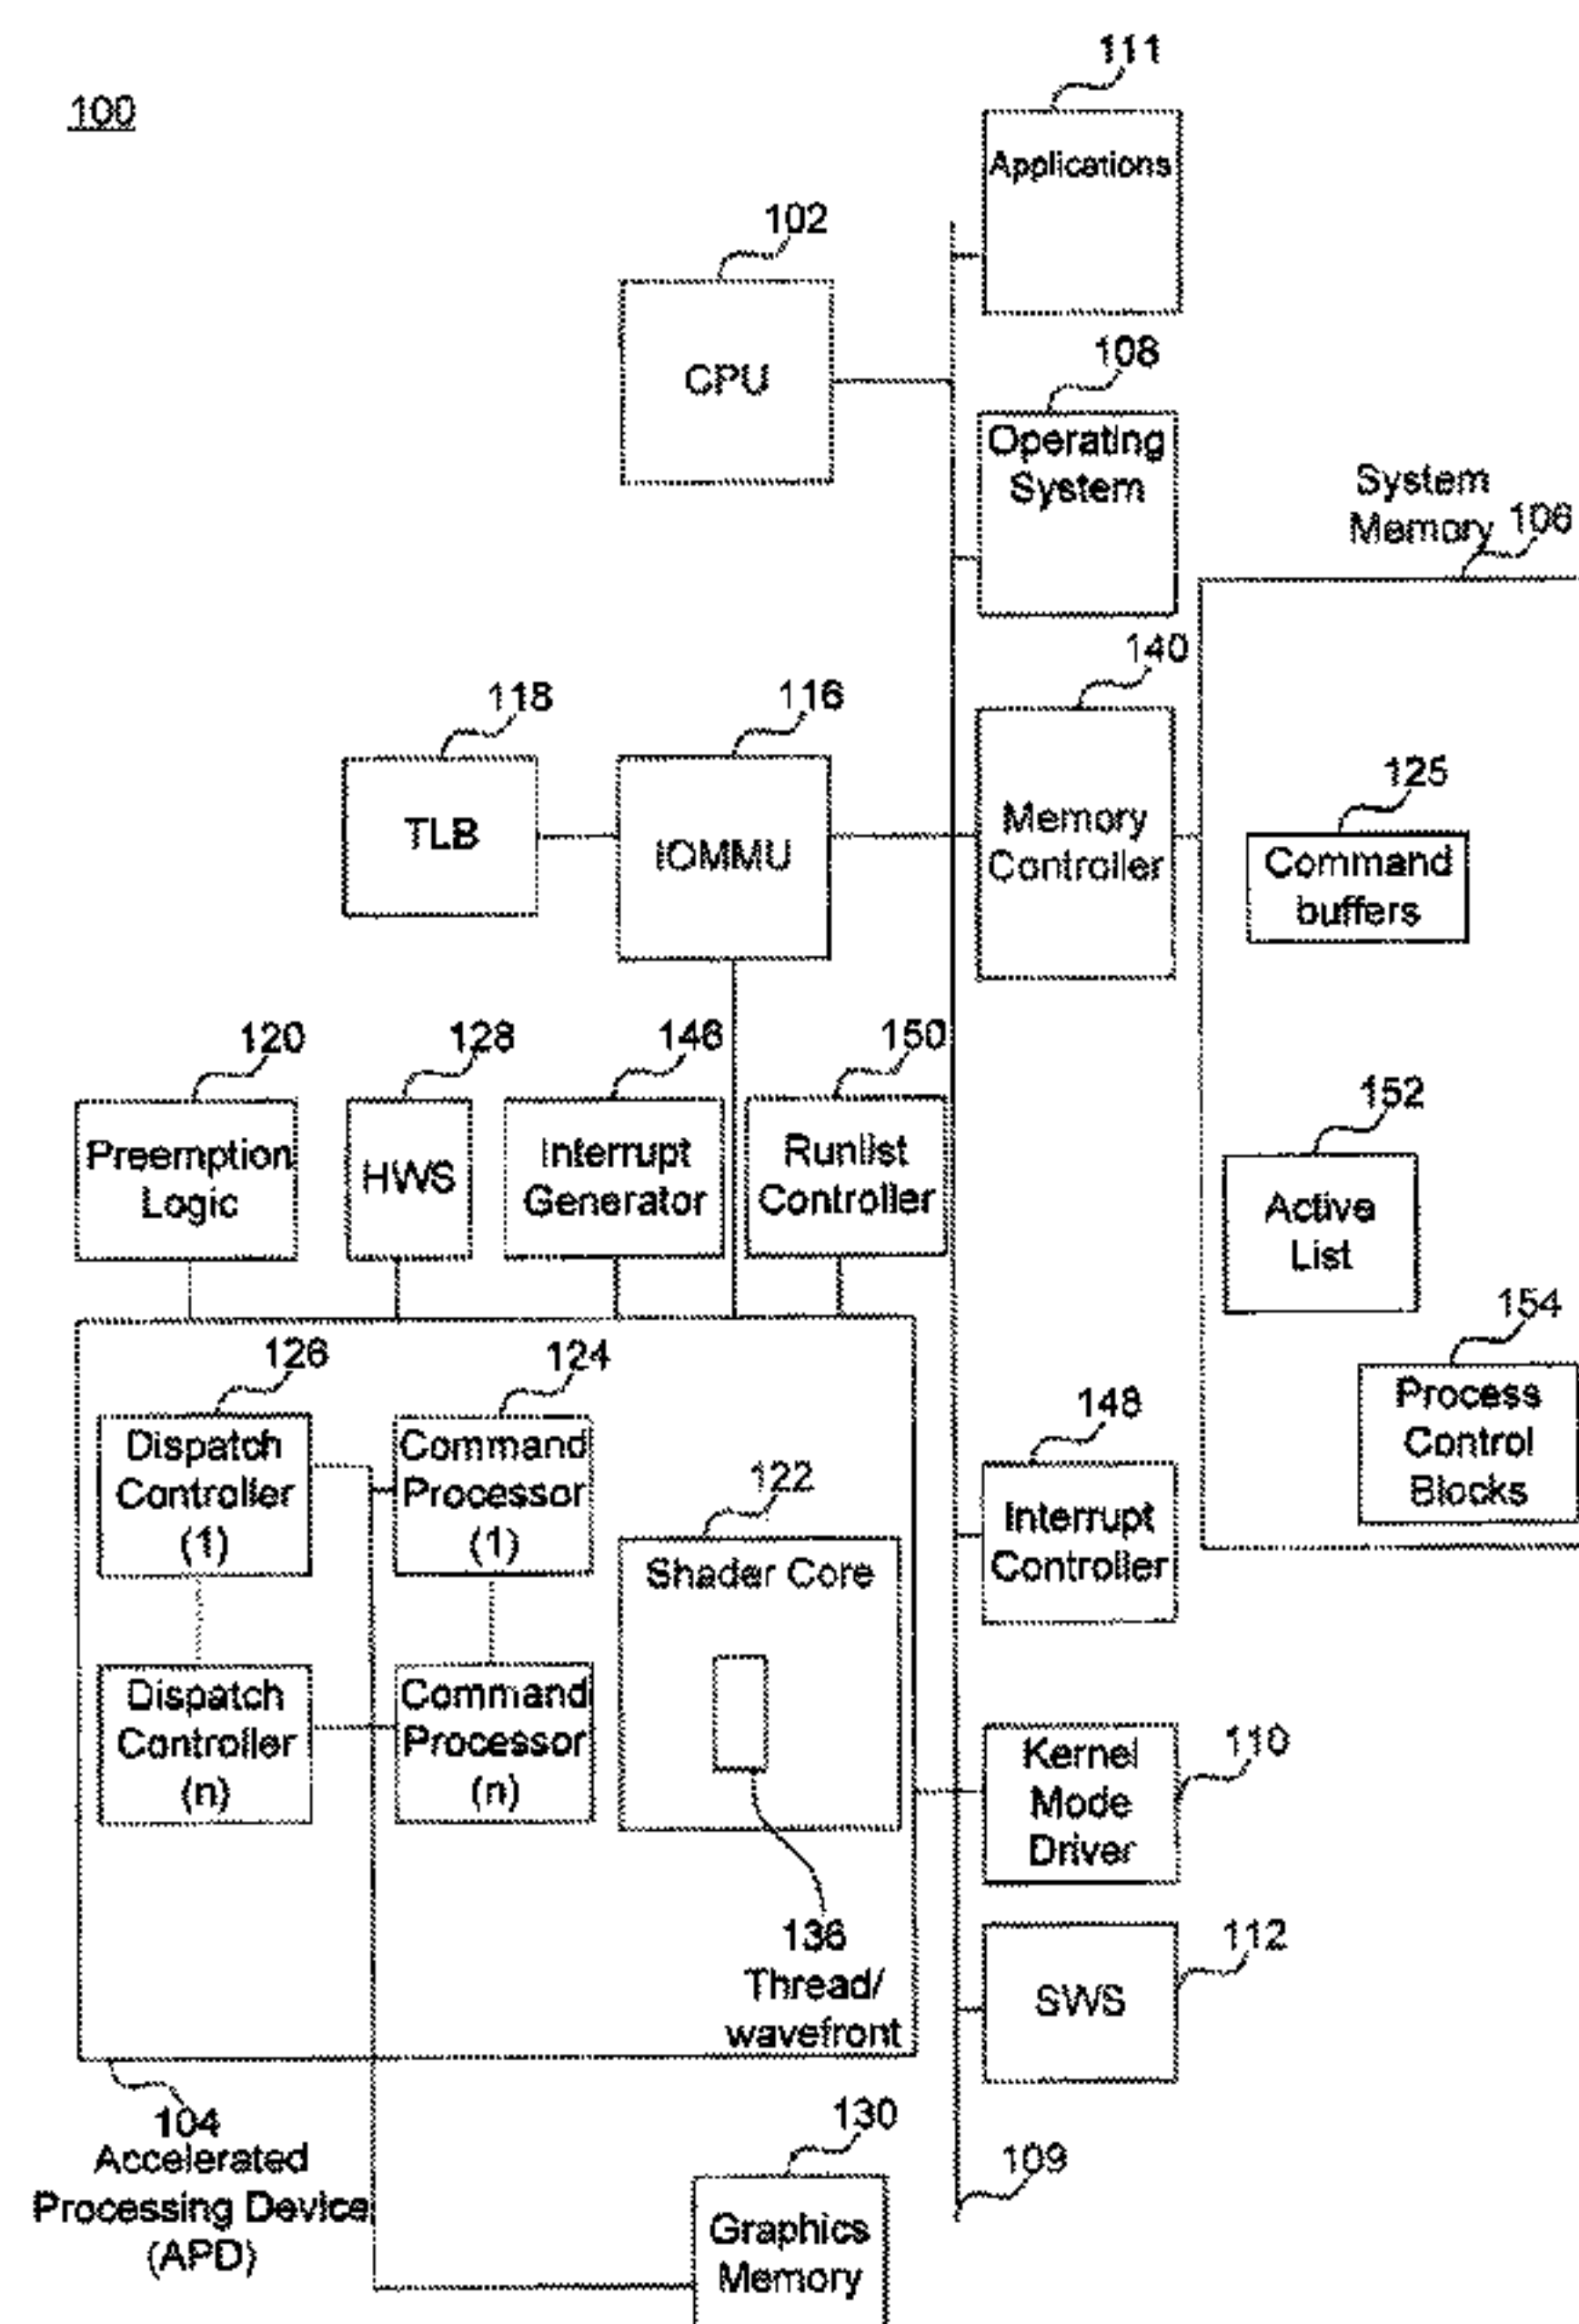 100
111
Applications
102
CPU
108
Operating
System
System
Memory 106
140
118
116
TLB
IOMMU
Memory
Controller
125
Command
buffers
120
128
146
150
Preemption
Logic
HWS
Interrupt
Generator
Runlist
Controller
152
Active
List
154
Process
Control
Blocks
126
124
Dispatch
Controller
(1)
Command
Processor
(1)
122
Shader Core
148
Interrupt
Controller
Dispatch
Controller
(n)
Command
Processor
(n)
136
Thread/
wavefront
Kernel
Mode
Driver
110
SWS
112
104
Accelerated
Processing Device
(APD)
130
Graphics
Memory
109